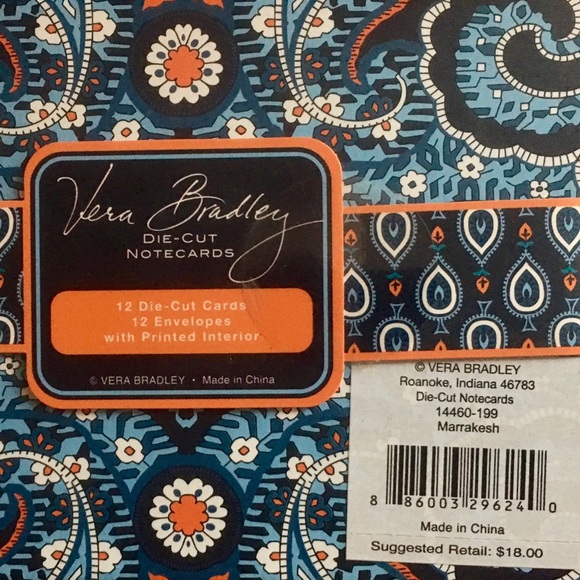 Vera Bradley
DIE-CUT
NOTECARDS
12 Die-Cut Cards
12 Envelopes
with Printed Interior
© VERA BRADLEY • Made in China
© VERA BRADLEY
Roanoke, Indiana 46783
Die-Cut Notecards
14460-199
Marrakesh
8 86003 29624 0
Made in China
Suggested Retail: $18.00